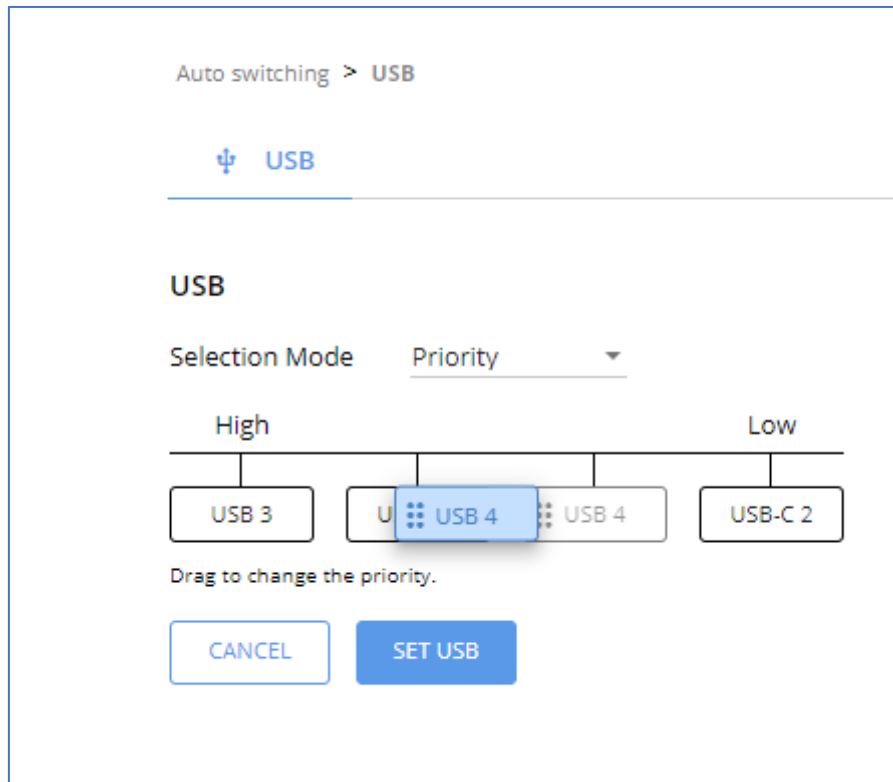 Auto switching > USB
USB
USB
Selection Mode Priority
High Low
USB 3 U USB 4 USB 4 USB-C 2
Drag to change the priority.
CANCEL SET USB